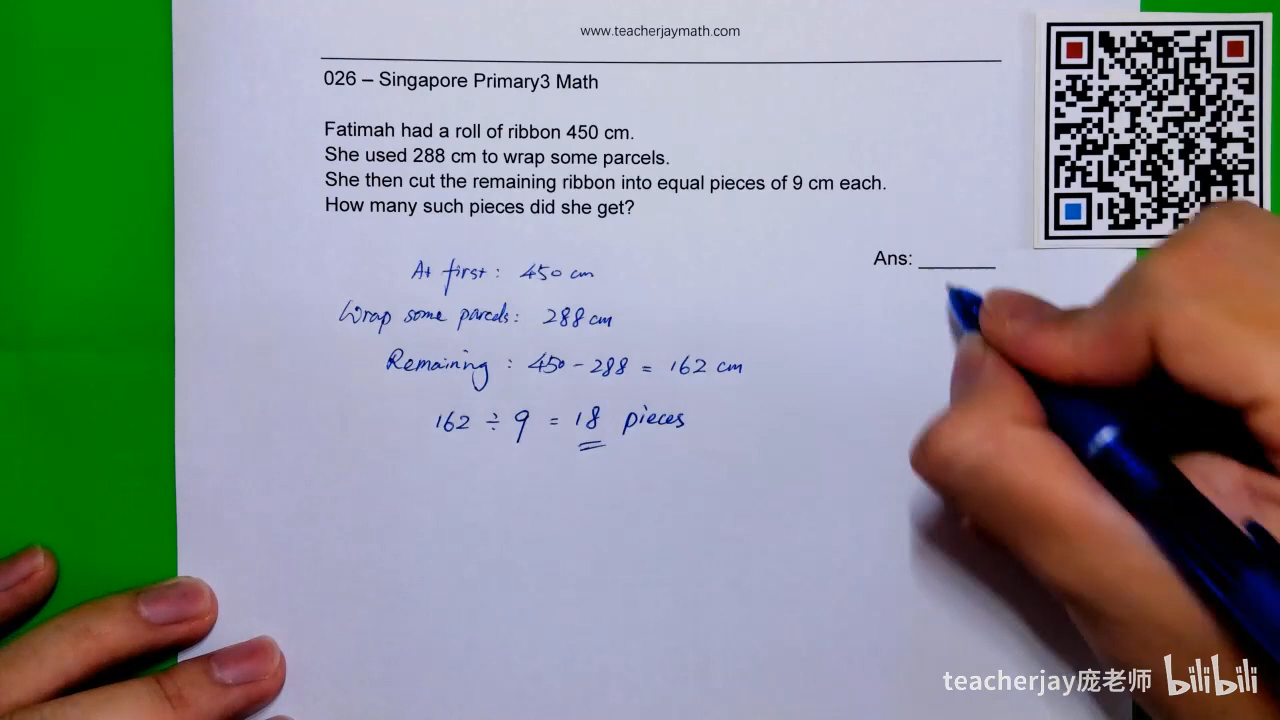 www.teacherjaymath.com
026 – Singapore Primary3 Math
Fatimah had a roll of ribbon 450 cm.
She used 288 cm to wrap some parcels.
She then cut the remaining ribbon into equal pieces of 9 cm each.
How many such pieces did she get?
Ans: _______
At first : 450 cm
Wrap some parcels: 288 cm
Remaining : 450 - 288 = 162 cm
162 ÷ 9 = 18 pieces
teacherjay庞老师 bilibili